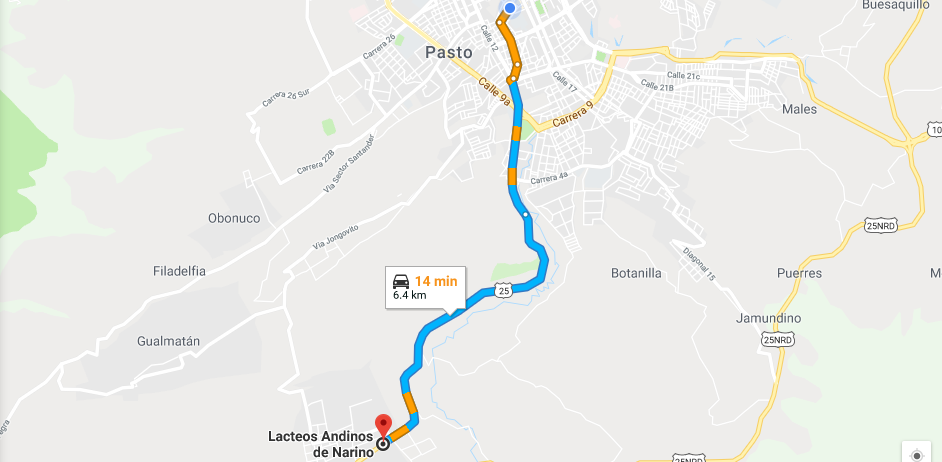 Buesaquillo
Carrera 26
Calle 12
Pasto
Calle 17
Calle 21c
Calle 21B
Calle 9a
Carrera 26 Sur
Carrera 9
Males
10
Carrera 22B
Via Sector Santander
Carrera 4a
Obonuco
25NRD
Via Jongovito
Diagonal 15
Filadelfia
Botanilla
Puerres
14 min
6.4 km
25
Jamundino
25NRD
Gualmatán
Lacteos Andinos
de Narino
25NRD